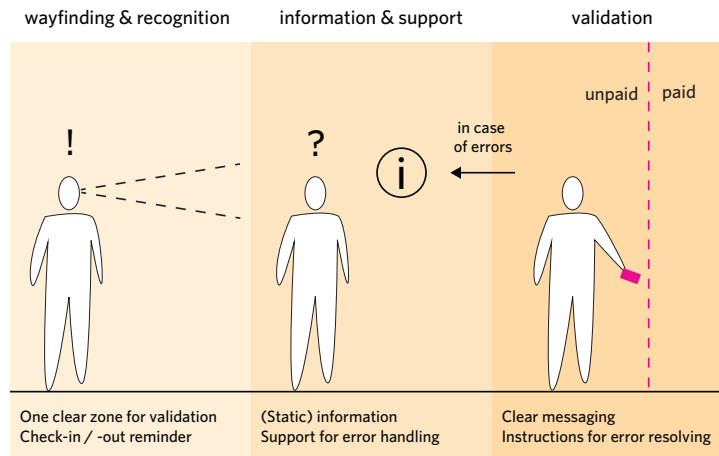 wayfinding & recognition
information & support
validation
unpaid
paid
!
?
i
in case
of errors
One clear zone for validation
Check-in / -out reminder
(Static) information
Support for error handling
Clear messaging
Instructions for error resolving